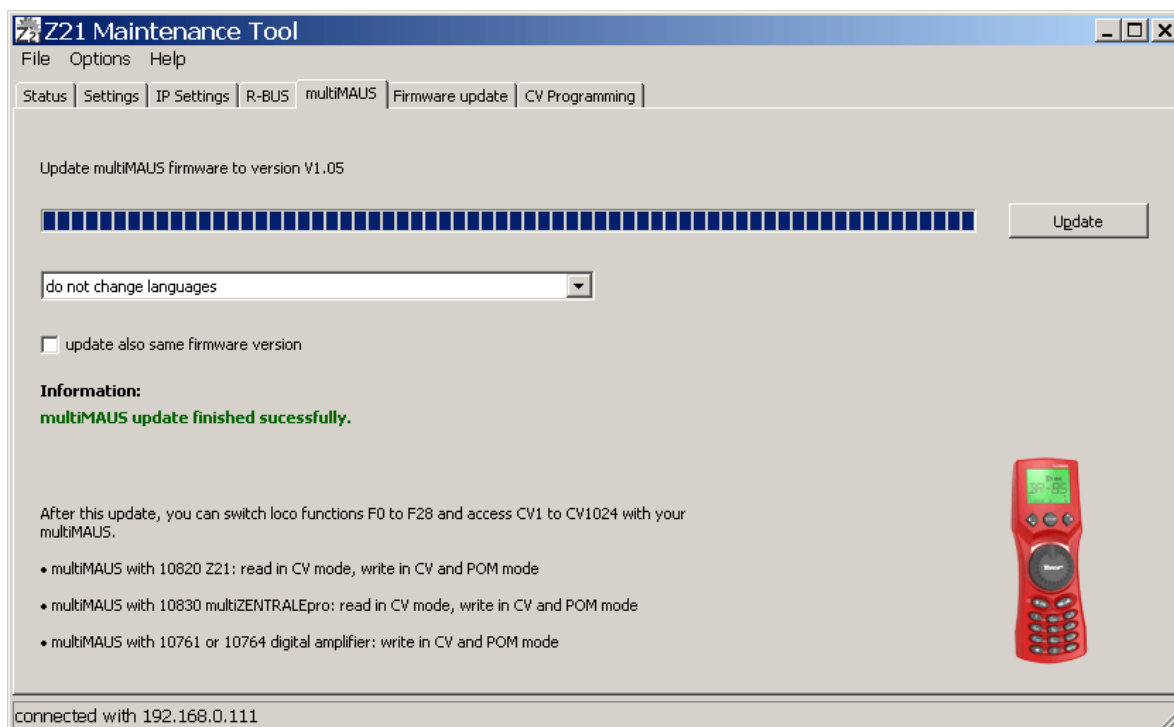 Z21 Maintenance Tool
File Options Help
Status Settings IP Settings R-BUS multiMAUS Firmware update CV Programming
Update multiMAUS firmware to version V1.05
Update
do not change languages
update also same firmware version
Information:
multiMAUS update finished sucessfully.
After this update, you can switch loco functions F0 to F28 and access CV1 to CV1024 with your
multiMAUS.
• multiMAUS with 10820 Z21: read in CV mode, write in CV and POM mode
• multiMAUS with 10830 multiZENTRALEpro: read in CV mode, write in CV and POM mode
• multiMAUS with 10761 or 10764 digital amplifier: write in CV and POM mode
connected with 192.168.0.111